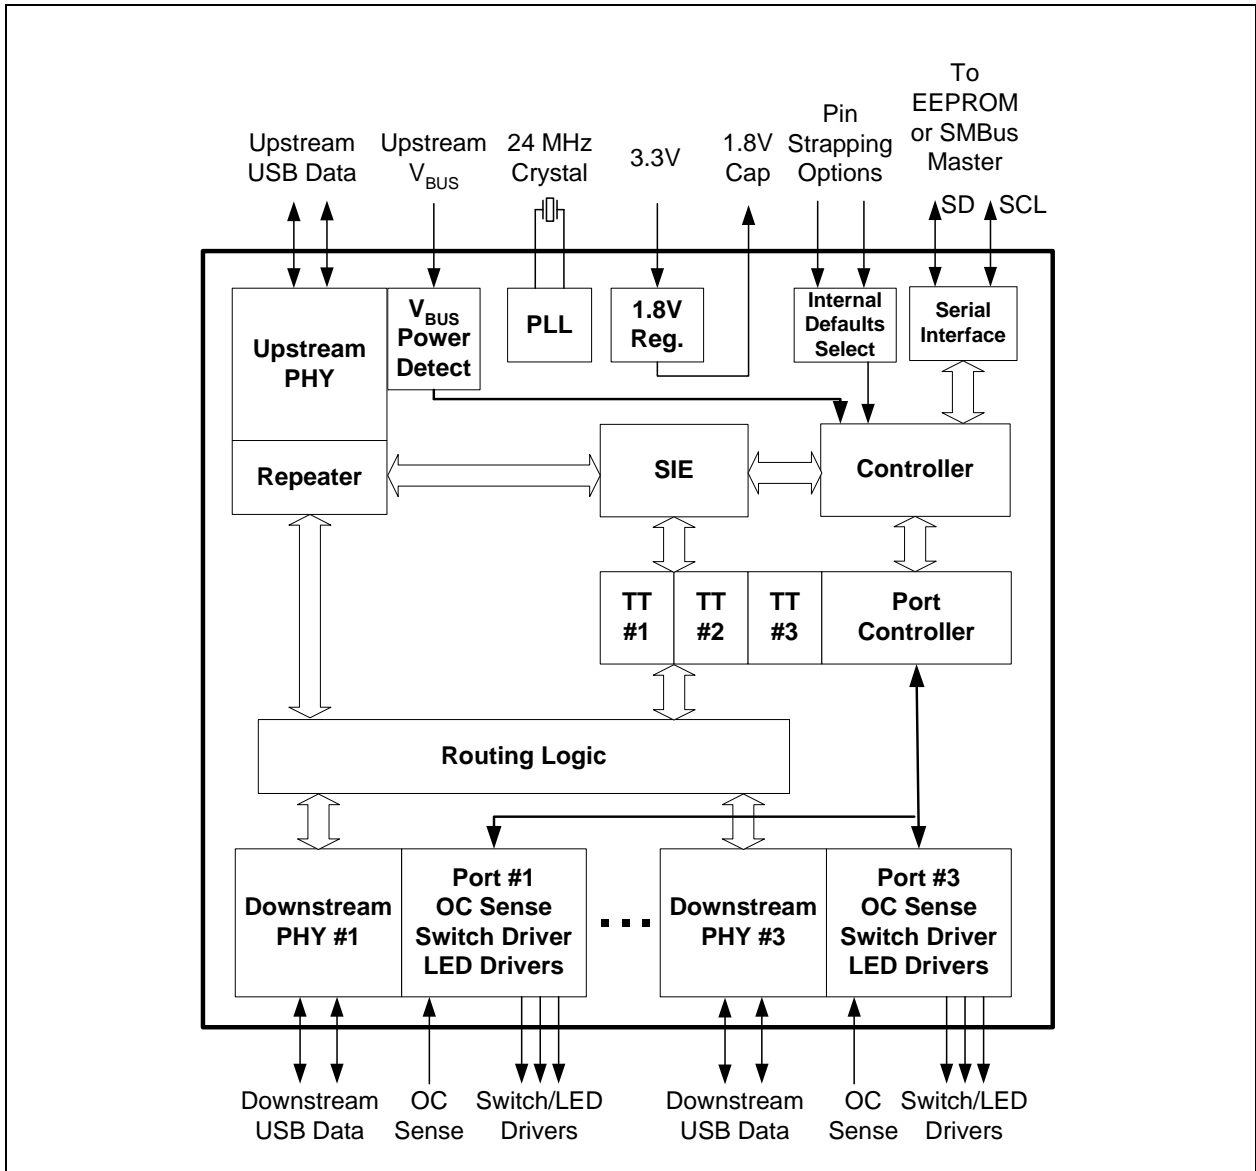 To
EEPROM
or SMBus
Master
Upstream
USB Data
Upstream
VBUS
24 MHz
Crystal
3.3V
1.8V
Cap
Pin
Strapping
Options
SD
SCL
Upstream
PHY
VBUS
Power
Detect
PLL
1.8V
Reg.
Internal
Defaults
Select
Serial
Interface
Repeater
SIE
Controller
TT
#1
TT
#2
TT
#3
Port
Controller
Routing Logic
Downstream
PHY #1
Port #1
OC Sense
Switch Driver
LED Drivers
Downstream
PHY #3
Port #3
OC Sense
Switch Driver
LED Drivers
Downstream
USB Data
OC
Sense
Switch/LED
Drivers
Downstream
USB Data
OC
Sense
Switch/LED
Drivers